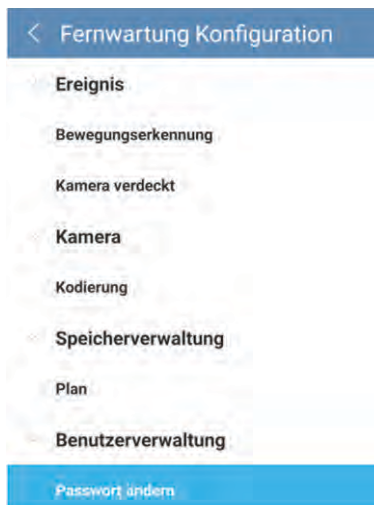 Fernwartung Konfiguration
Ereignis
Bewegungserkennung
Kamera verdeckt
Kamera
Kodierung
Speicherverwaltung
Plan
Benutzerverwaltung
Passwort ändern